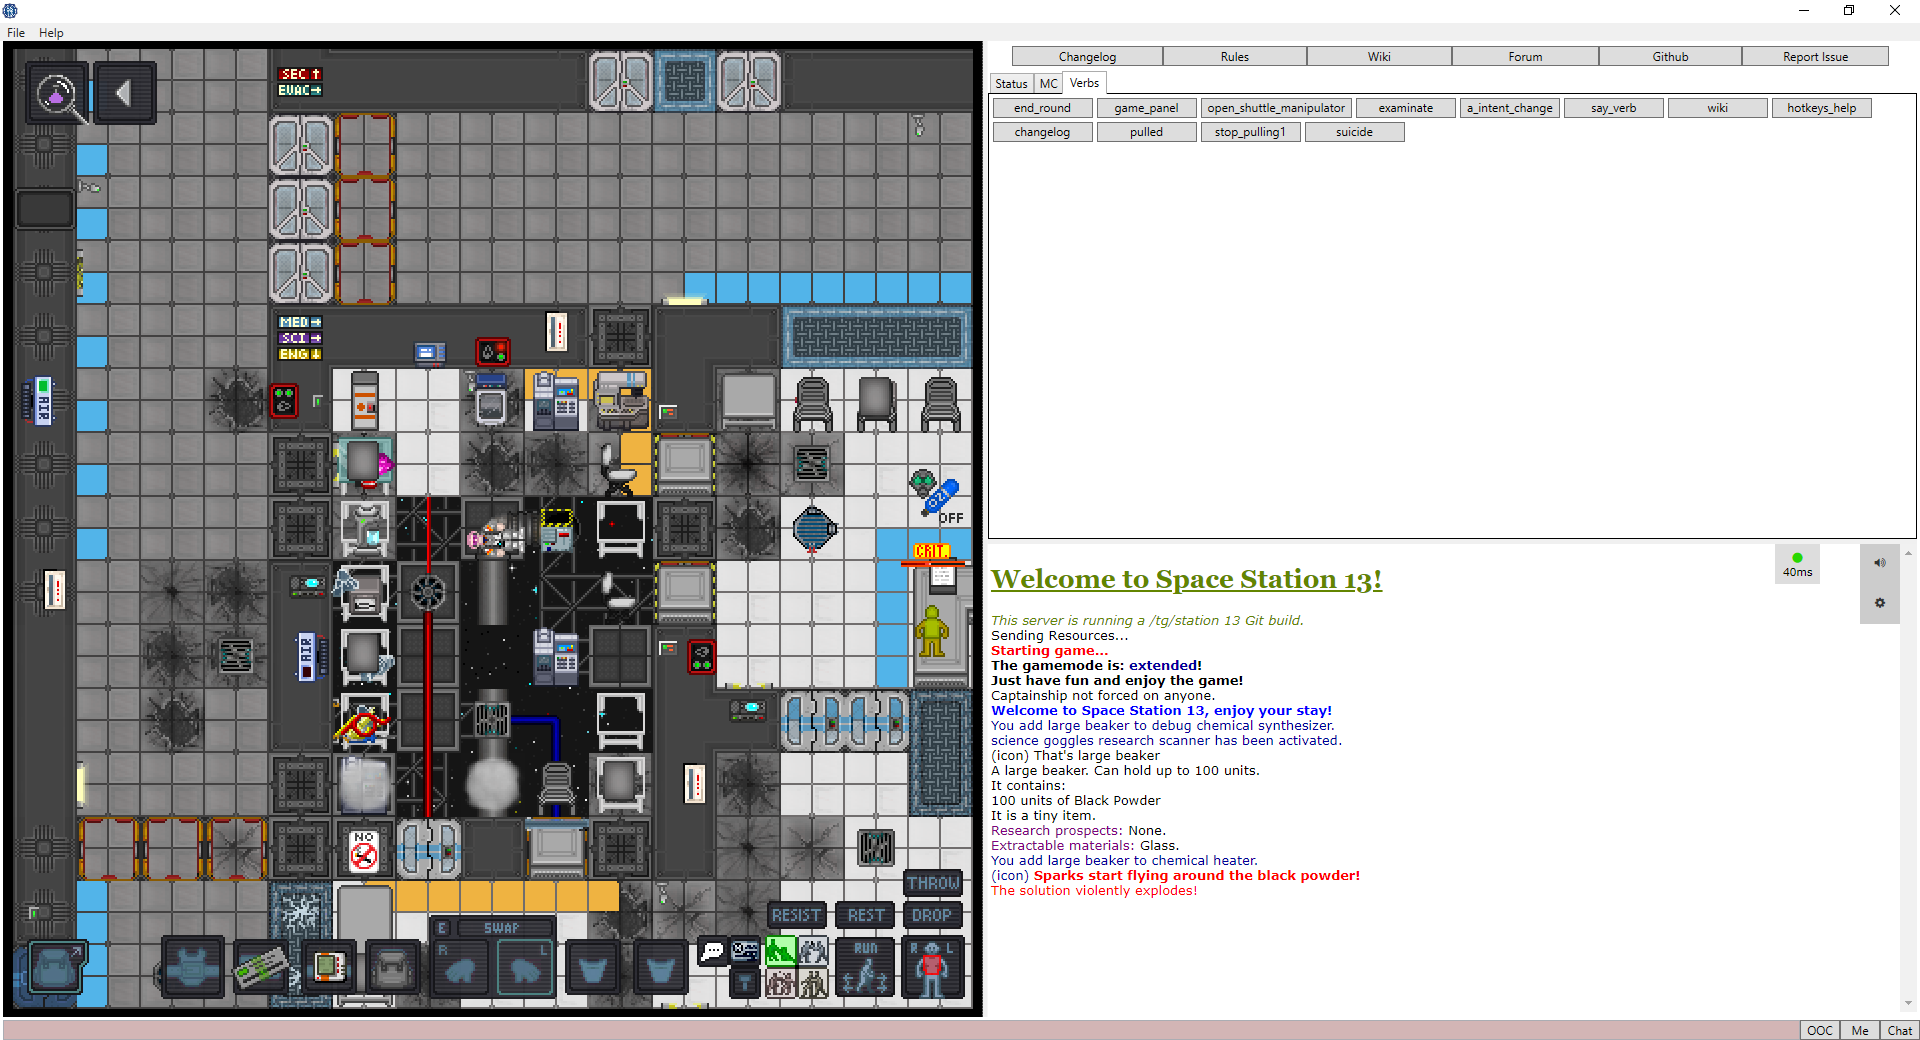 File Help
SEC
EVAC
MED
SCI
ENG
AIR
AIR
NO
OFF
CRIT.
THROW
RESIST REST DROP
E SWAP
R L
RUN
R L
Changelog Rules Wiki Forum Github Report Issue
Status MC Verbs
end_round game_panel open_shuttle_manipulator examinate a_intent_change say_verb wiki hotkeys_help
changelog pulled stop_pulling1 suicide
40ms
Welcome to Space Station 13!
This server is running a /tg/station 13 Git build.
Sending Resources...
Starting game...
The gamemode is: extended!
Just have fun and enjoy the game!
Captainship not forced on anyone.
Welcome to Space Station 13, enjoy your stay!
You add large beaker to debug chemical synthesizer.
science goggles research scanner has been activated.
(icon) That's large beaker
A large beaker. Can hold up to 100 units.
It contains:
100 units of Black Powder
It is a tiny item.
Research prospects: None.
Extractable materials: Glass.
You add large beaker to chemical heater.
(icon) Sparks start flying around the black powder!
The solution violently explodes!
OOC Me Chat